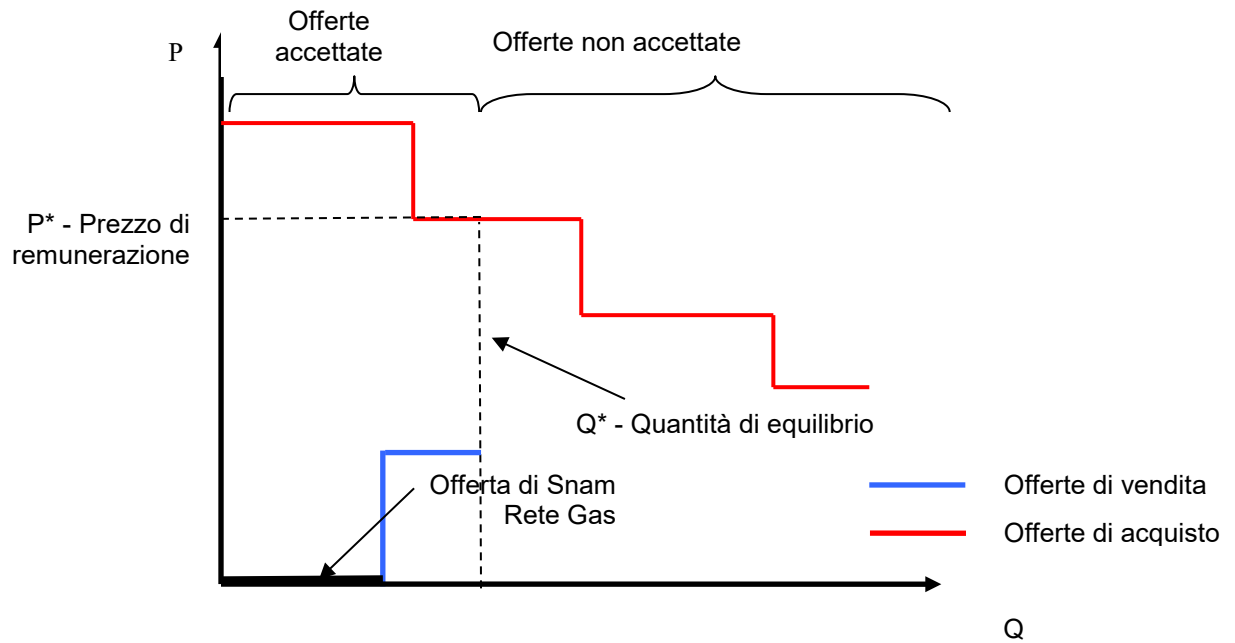 Offerte
accettate
Offerte non accettate
P
P* - Prezzo di
remunerazione
Q* - Quantità di equilibrio
Offerta di Snam
Rete Gas
Offerte di vendita
Offerte di acquisto
Q